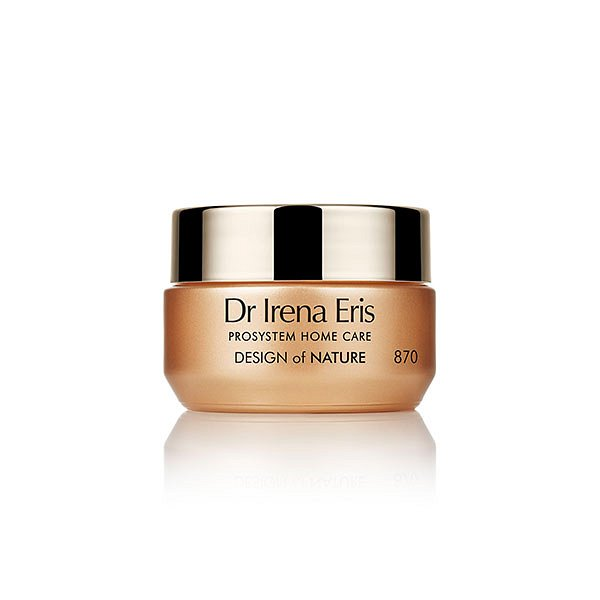 Dr Irena Eris
PROSYSTEM HOME CARE
DESIGN of NATURE 870